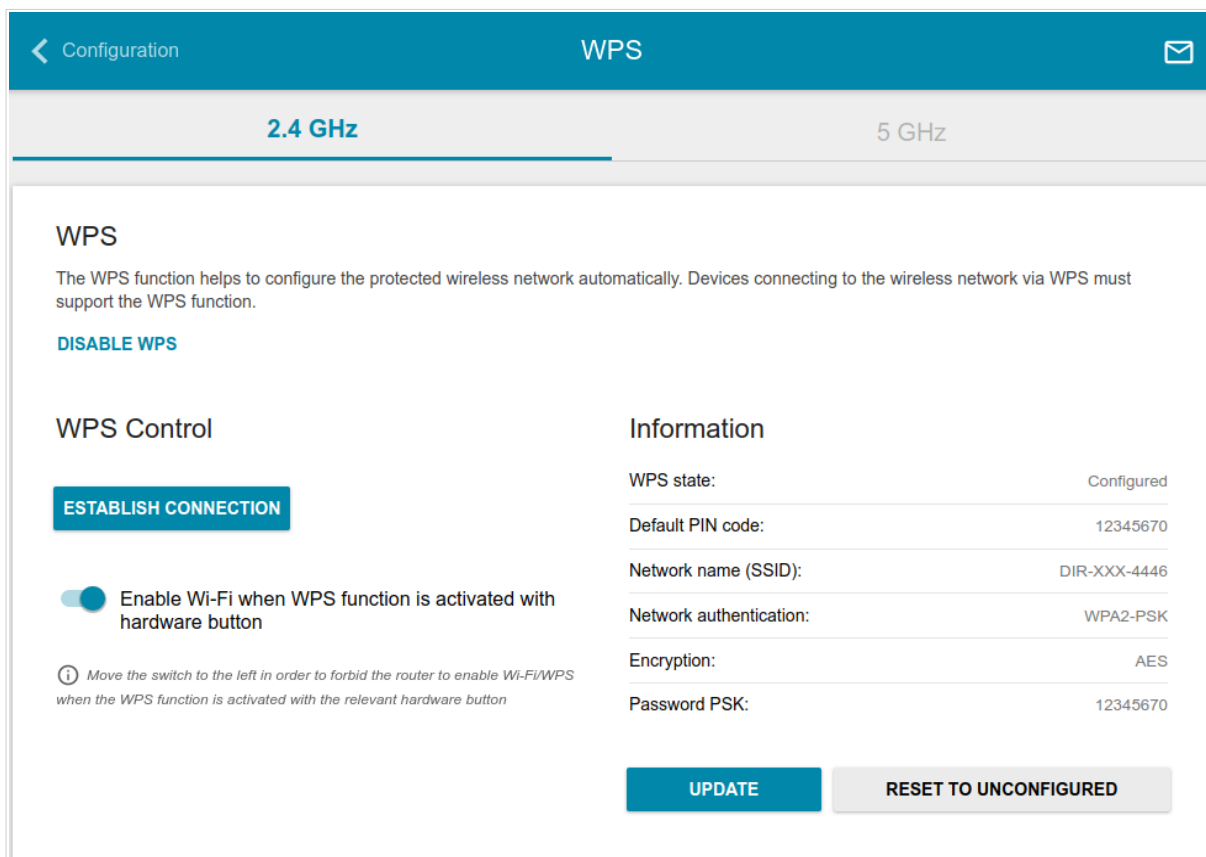 Configuration
WPS
2.4 GHz
5 GHz
WPS
The WPS function helps to configure the protected wireless network automatically. Devices connecting to the wireless network via WPS must
support the WPS function.
DISABLE WPS
WPS Control
ESTABLISH CONNECTION
Enable Wi-Fi when WPS function is activated with
hardware button
Move the switch to the left in order to forbid the router to enable Wi-Fi/WPS
when the WPS function is activated with the relevant hardware button
Information
WPS state: Configured
Default PIN code: 12345670
Network name (SSID): DIR-XXX-4446
Network authentication: WPA2-PSK
Encryption: AES
Password PSK: 12345670
UPDATE
RESET TO UNCONFIGURED